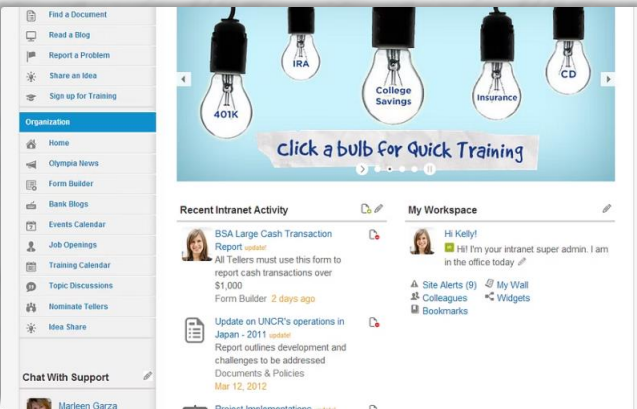 Find a Document
Read a Blog
Report a Problem
Share an Idea
Sign up for Training
Organization
Home
Olympia News
Form Builder
Bank Blogs
Events Calendar
Job Openings
Training Calendar
Topic Discussions
Nominate Tellers
Idea Share
Chat With Support
Marleen Garza
401K
IRA
College
Savings
Insurance
CD
Click a bulb for Quick Training
Recent Intranet Activity
BSA Large Cash Transaction
Report update!
All Tellers must use this form to
report cash transactions over
$1,000
Form Builder 2 days ago
Update on UNCR's operations in
Japan - 2011 update!
Report outlines development and
challenges to be addressed
Documents & Policies
Mar 12, 2012
Project Implementations
My Workspace
Hi Kelly!
Hi! I'm your intranet super admin. I am
in the office today
Site Alerts (9) My Wall
Colleagues Widgets
Bookmarks